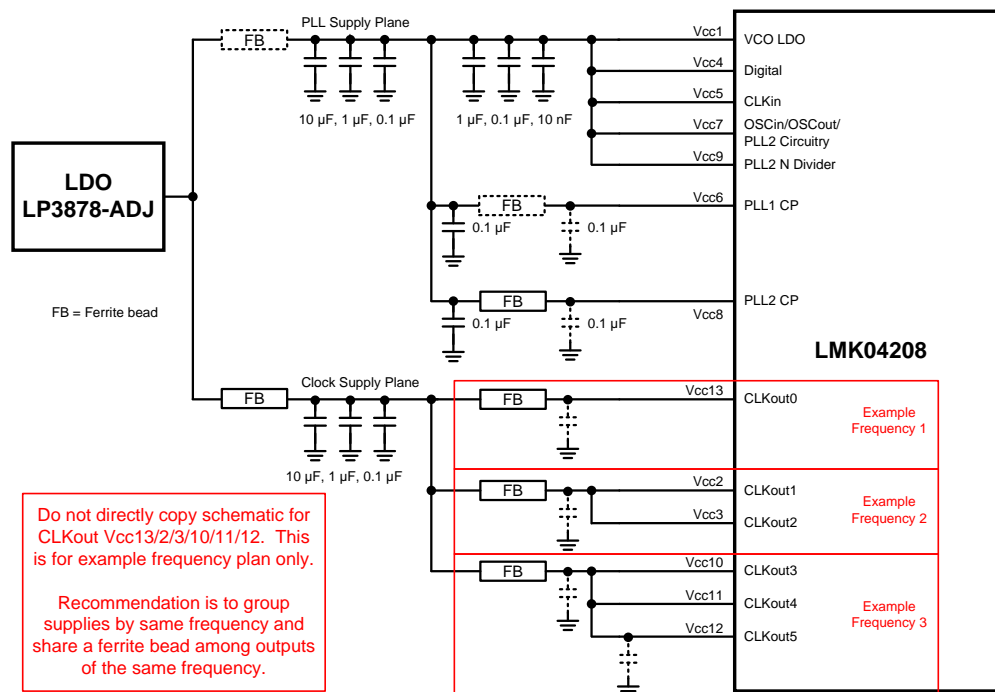 PLL Supply Plane
FB
10 µF, 1 µF, 0.1 µF
1 µF, 0.1 µF, 10 nF
Vcc1
VCO LDO
Vcc4
Digital
Vcc5
CLKin
Vcc7
OSCin/OSCout/
PLL2 Circuitry
Vcc9
PLL2 N Divider
LDO
LP3878-ADJ
FB
0.1 µF
0.1 µF
Vcc6
PLL1 CP
FB = Ferrite bead
FB
0.1 µF
0.1 µF
Vcc8
PLL2 CP
LMK04208
Clock Supply Plane
FB
10 µF, 1 µF, 0.1 µF
FB
Vcc13
CLKout0
Example
Frequency 1
FB
Vcc2
CLKout1
Vcc3
CLKout2
Example
Frequency 2
FB
Vcc10
CLKout3
Vcc11
CLKout4
Vcc12
CLKout5
Example
Frequency 3
Do not directly copy schematic for
CLKout Vcc13/2/3/10/11/12. This
is for example frequency plan only.
Recommendation is to group
supplies by same frequency and
share a ferrite bead among outputs
of the same frequency.